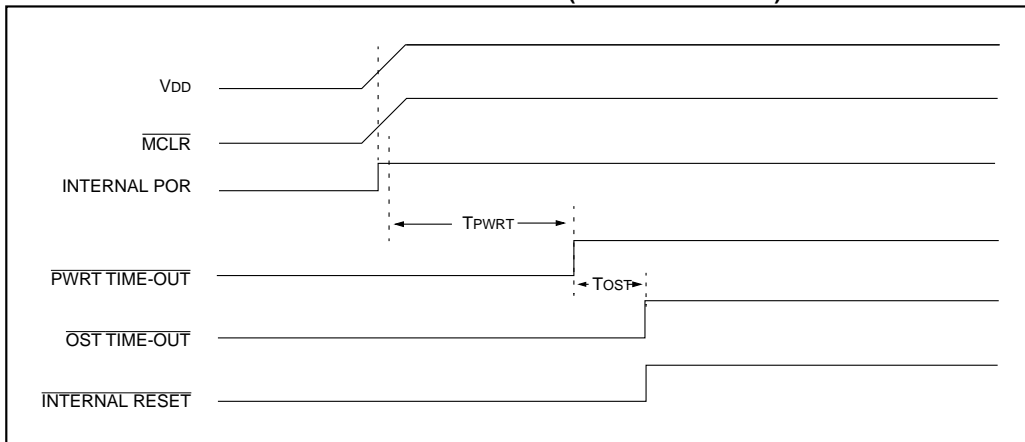 VDD
MCLR
INTERNAL POR
TPWRT
PWRT TIME-OUT
TOST
OST TIME-OUT
INTERNAL RESET